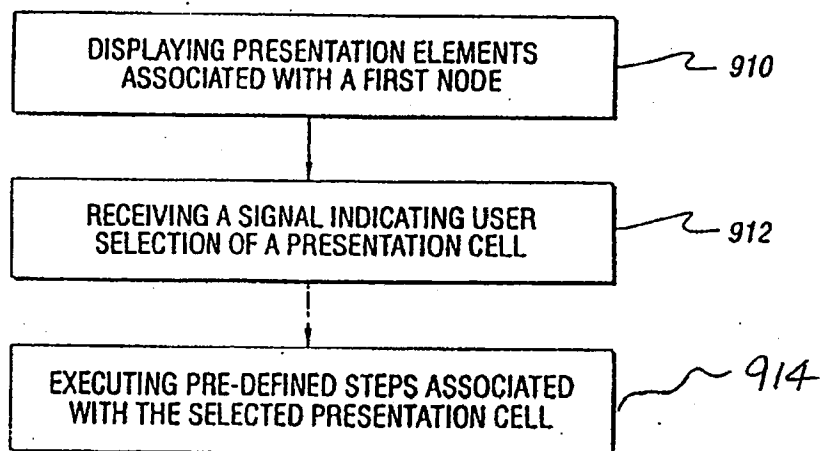 DISPLAYING PRESENTATION ELEMENTS
ASSOCIATED WITH A FIRST NODE
910
RECEIVING A SIGNAL INDICATING USER
SELECTION OF A PRESENTATION CELL
912
EXECUTING PRE-DEFINED STEPS ASSOCIATED
WITH THE SELECTED PRESENTATION CELL
914